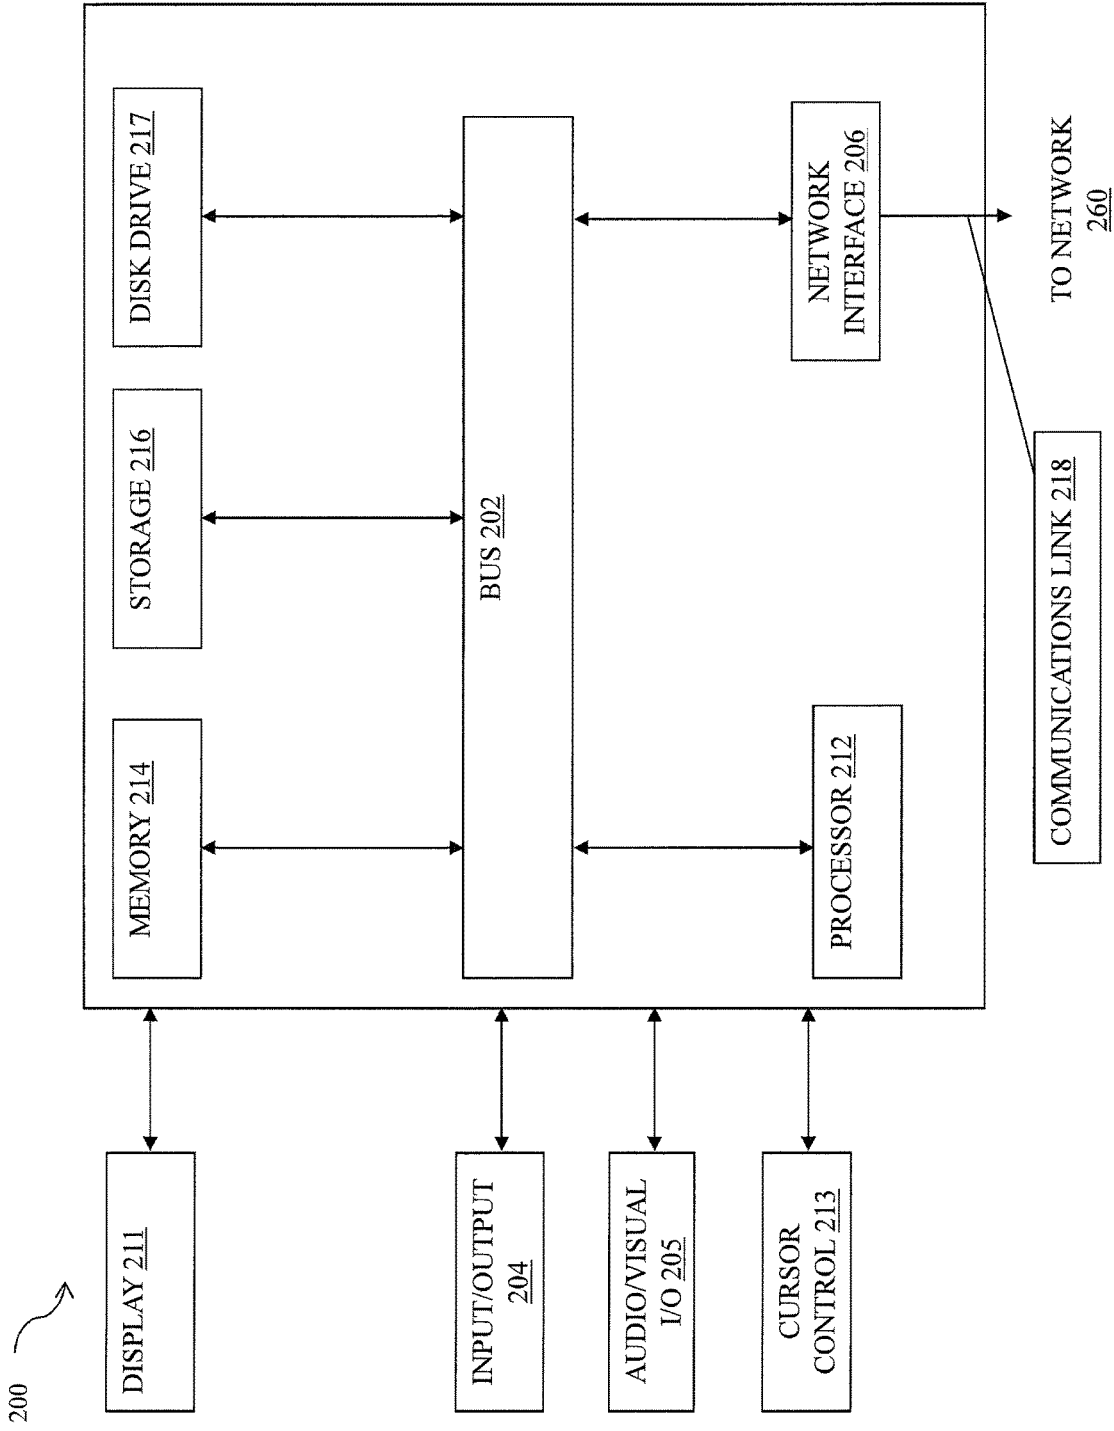 200
DISPLAY 211
INPUT/OUTPUT
204
AUDIO/VISUAL
I/O 205
CURSOR
CONTROL 213
MEMORY 214
STORAGE 216
DISK DRIVE 217
BUS 202
PROCESSOR 212
NETWORK
INTERFACE 206
COMMUNICATIONS LINK 218
TO NETWORK
260